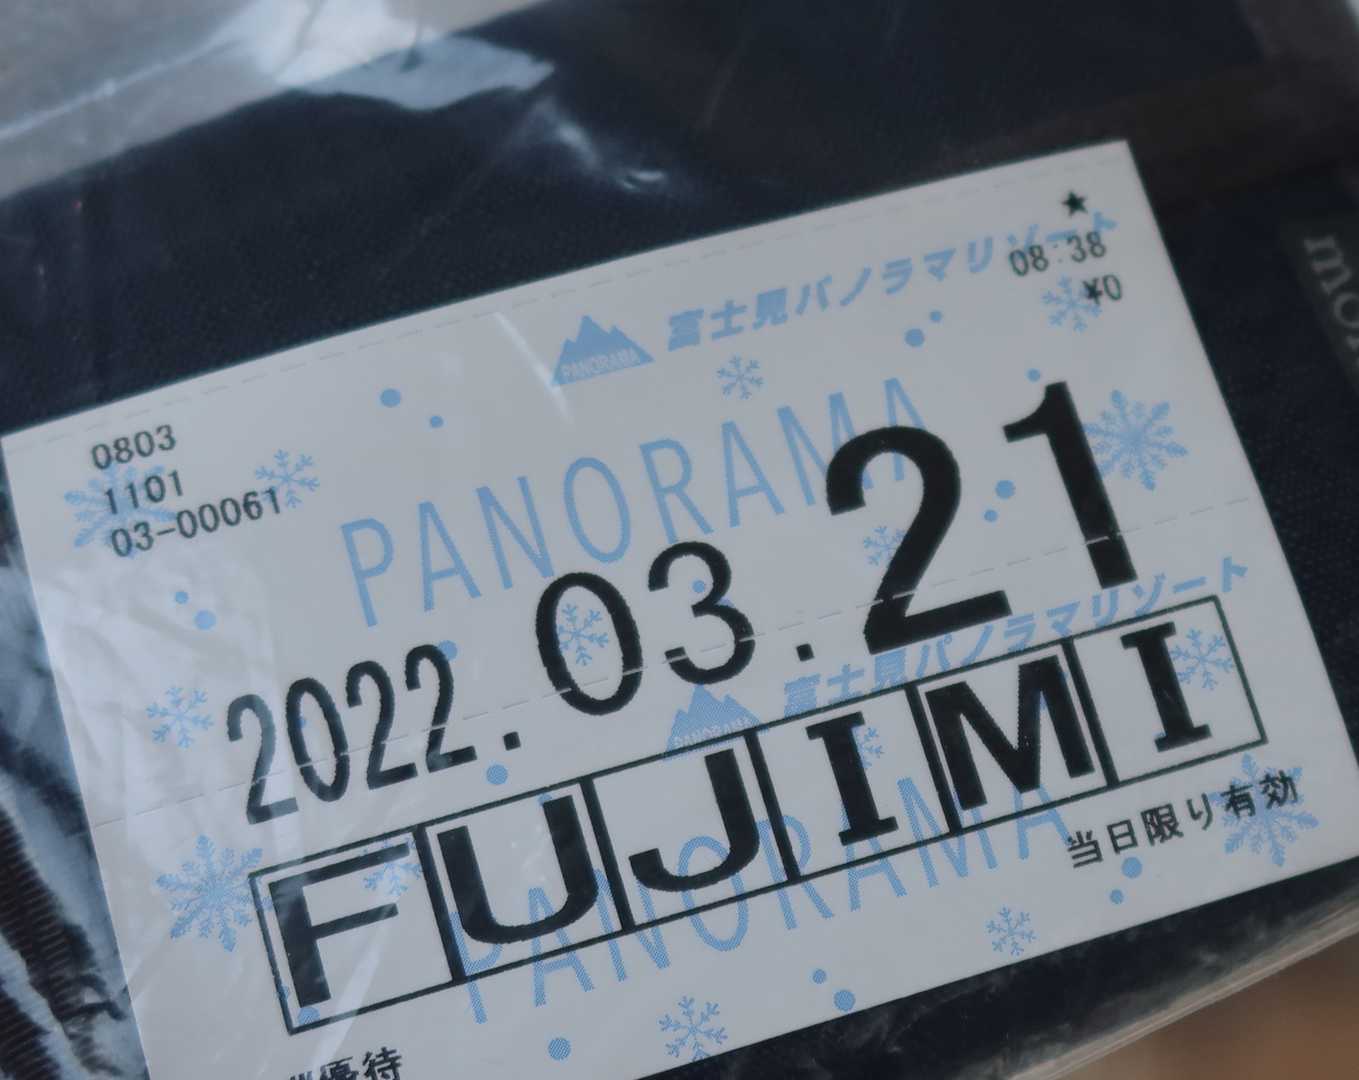 ★
08:38
¥0
富士見パノラマリゾート
PANORAMA
0803
1101
03-00061
PANORAMA
2022.03.21
富士見パノラマリゾート
PANORAMA
FUJIMI
PANORAMA
当日限り有効
優待